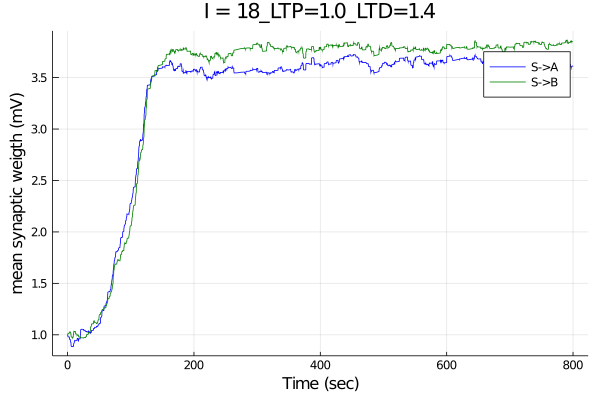 I = 18_LTP=1.0_LTD=1.4
mean synaptic weigth (mV)
3.5
3.0
2.5
2.0
1.5
1.0
S->A
S->B
0
200
400
600
800
Time (sec)